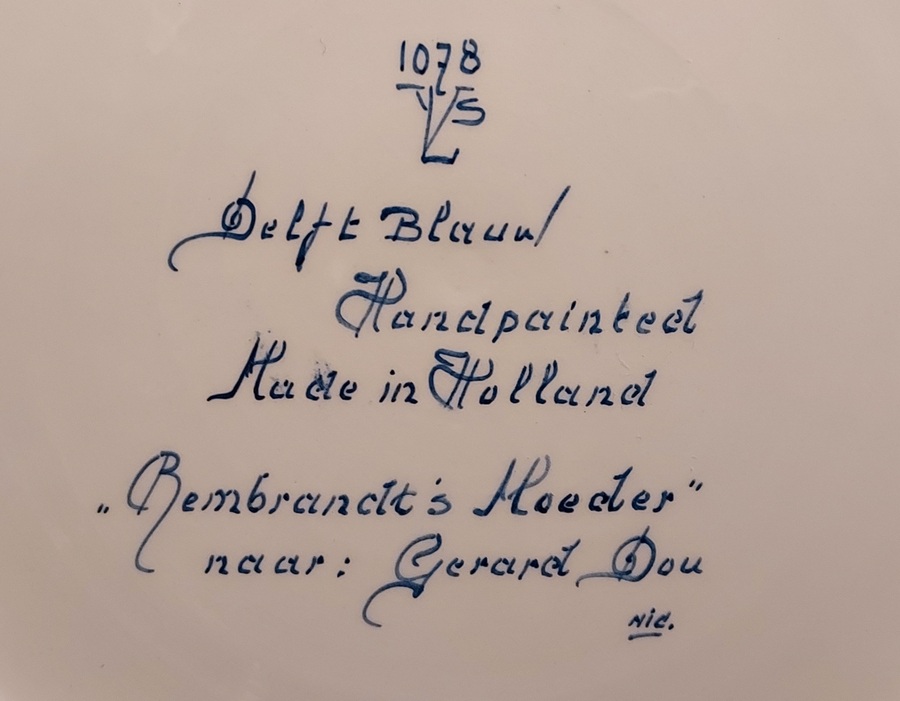 1078
VS
Delft Blauw
Handpainted
Made in Holland
„Rembrandt's Moeder"
naar: Gerard Dou
Nic.